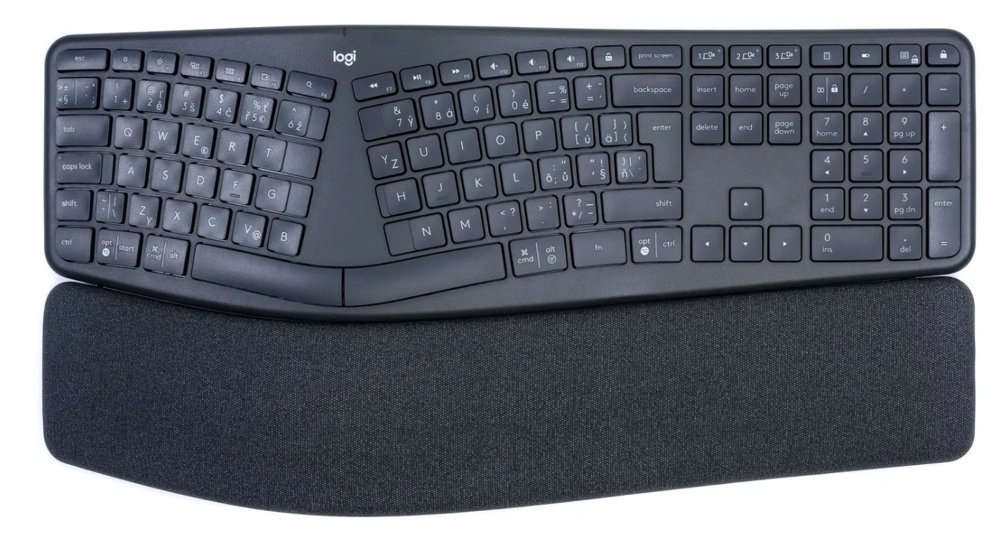 logi
esc F1 F2 F3 F4 F5 F6 F7 F8 F9 F10 F11 F12 print screen 1 2 3
>± ~ ! @ ľ # $ % ť ^ & * ( ) – % + ˇ
<§ ` ; 1 + 2 ě 3 š 4 č ř 5 € 6 ž 7 ý 8 á 9 í 0 é - = = ´ backspace insert home page up / * –
tab Q W E € R T Y Z U I O P { / [ ú } ) ä ] ( enter delete end page down 7 home 8 9 pg up +
caps lock A S D F G H J K L : " ô ; ů " ! ' § ) | ' ň \ 4 5 6
shift ~ | \ Z Y X C V @ B N M < ? , > : . ? – * / - shift 1 end 2 3 pg dn enter =
ctrl opt start ⌘ cmd alt ⌘ cmd alt gr fn opt ctrl 0 ins . del